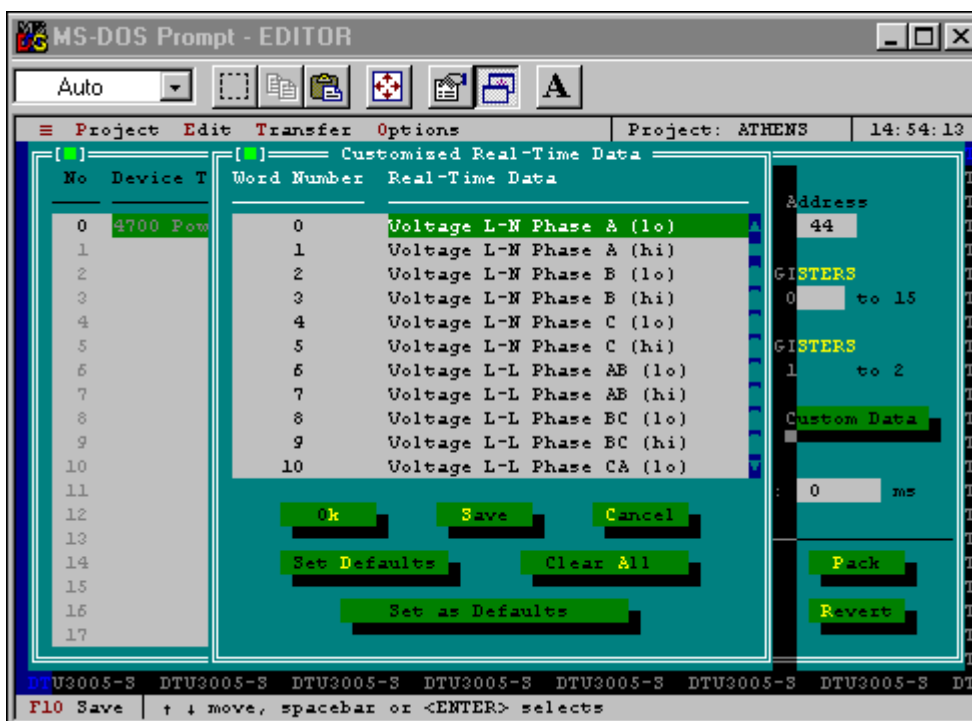 MS-DOS Prompt - EDITOR
Auto
A
≡ Project Edit Transfer Options Project: ATHENS 14:54:13
Customized Real-Time Data
No Device T
Word Number Real-Time Data
Address
0 4700 Pow
0 Voltage L-N Phase A (lo)
44
1
1 Voltage L-N Phase A (hi)
2
2 Voltage L-N Phase B (lo)
GISTERS
3
3 Voltage L-N Phase B (hi)
0 to 15
4
4 Voltage L-N Phase C (lo)
5
5 Voltage L-N Phase C (hi)
GISTERS
6
6 Voltage L-L Phase AB (lo)
1 to 2
7
7 Voltage L-L Phase AB (hi)
8
8 Voltage L-L Phase BC (lo)
Custom Data
9
9 Voltage L-L Phase BC (hi)
10
10 Voltage L-L Phase CA (lo)
11
: 0 ms
12
Ok Save Cancel
13
14
Set Defaults Clear All
Pack
15
16
Set as Defaults
Revert
17
DTU3005-S DTU3005-S DTU3005-S DTU3005-S DTU3005-S DTU3005-S DTU3005-S DT
F10 Save | ↑ ↓ move, spacebar or <ENTER> selects